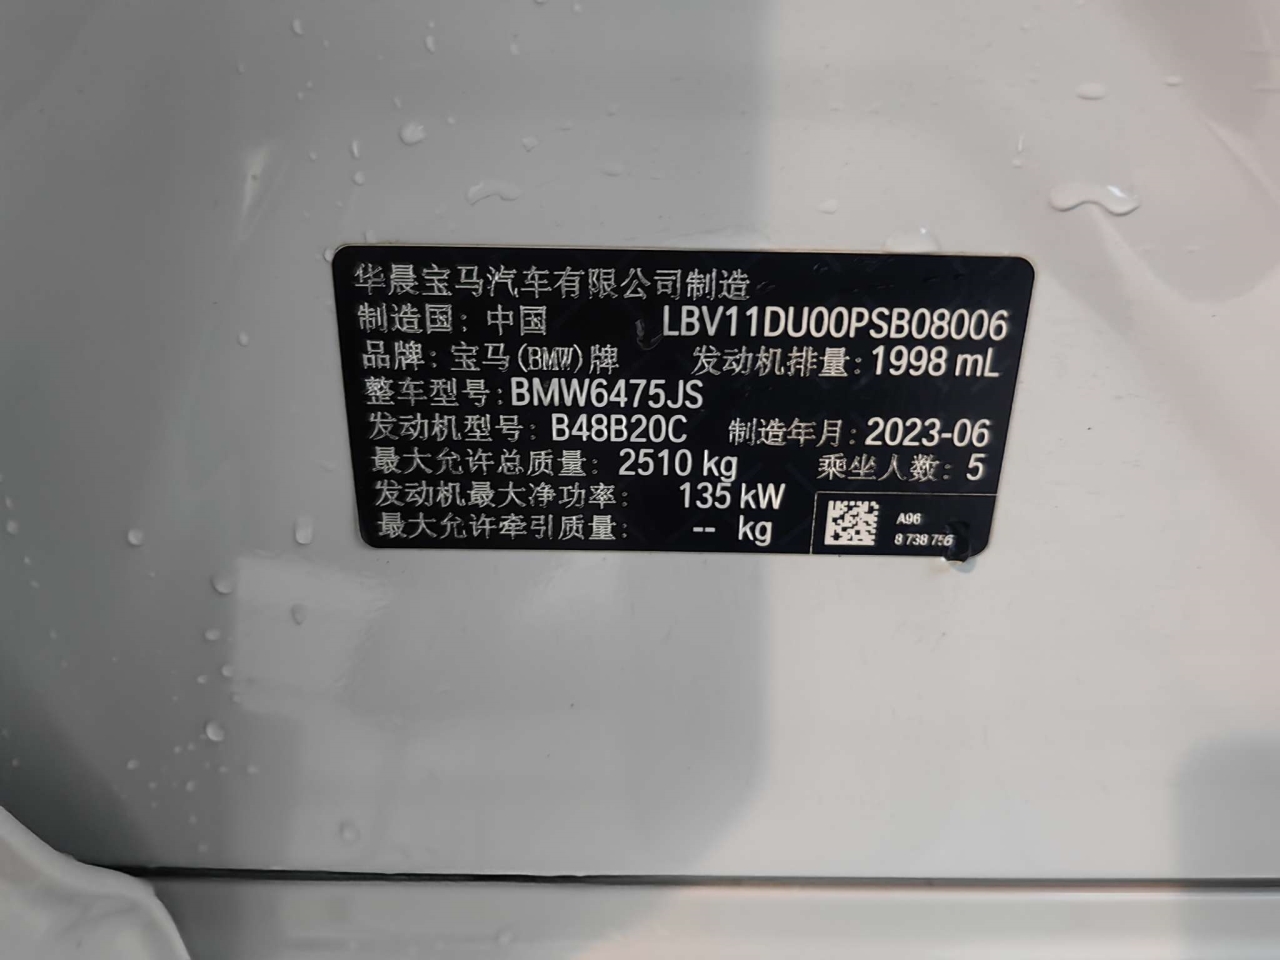 华晨宝马汽车有限公司制造
制造国: 中国 LBV11DU00PSB08006
品牌: 宝马(BMW)牌 发动机排量: 1998 mL
整车型号: BMW6475JS
发动机型号: B48B20C 制造年月: 2023-06
最大允许总质量: 2510 kg 乘坐人数: 5
发动机最大净功率: 135 kW
最大允许牵引质量: -- kg
A96
8 738 756